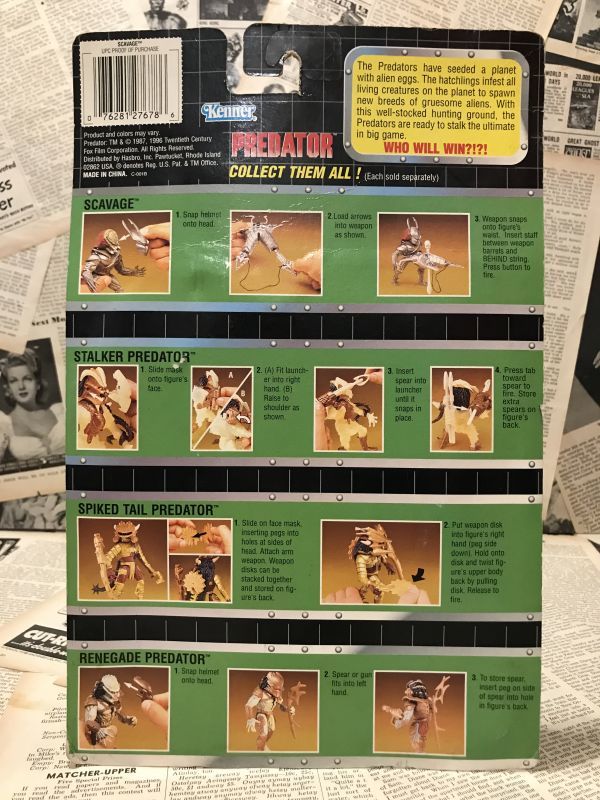 SCAVAGE™
UPC PROOF OF PURCHASE
0 76281 27678 6
Product and colors may vary.
Predator: TM & © 1987, 1996 Twentieth Century
Fox Film Corporation. All Rights Reserved.
Distributed by Hasbro, Inc. Pawtucket, Rhode Island
02862 USA. ® denotes Reg. U.S. Pat. & TM Office.
MADE IN CHINA. C-001B
Kenner
PREDATOR™
COLLECT THEM ALL! (Each sold separately)
The Predators have seeded a planet
with alien eggs. The hatchlings infest all
living creatures on the planet to spawn
new breeds of gruesome aliens. With
this well-stocked hunting ground, the
Predators are ready to stalk the ultimate
in big game.
WHO WILL WIN?!?!
SCAVAGE™
1. Snap helmet
onto head.
2. Load arrows
into weapon
as shown.
3. Weapon snaps
onto figure's
waist. Insert staff
between weapon
barrels and
BEHIND string.
Press button to
fire.
STALKER PREDATOR™
1. Slide mask
onto figure's
face.
A
B
2. (A) Fit launch-
er into right
hand. (B)
Raise to
shoulder as
shown.
3. Insert
spear into
launcher
until it
snaps in
place.
4. Press tab
toward
spear to
fire. Store
extra
spears on
figure's
back.
SPIKED TAIL PREDATOR™
1. Slide on face mask,
inserting pegs into
holes at sides of
head. Attach arm
weapon. Weapon
disks can be
stacked together
and stored on fig-
ure's back.
2. Put weapon disk
into figure's right
hand (peg side
down). Hold onto
disk and twist fig-
ure's upper body
back by pulling
disk. Release to
fire.
RENEGADE PREDATOR™
1. Snap helmet
onto head.
2. Spear or gun
fits into left
hand.
3. To store spear,
insert peg on side
of spear into hole
in figure's back.
MATCHER-UPPER
Five Special Prizes